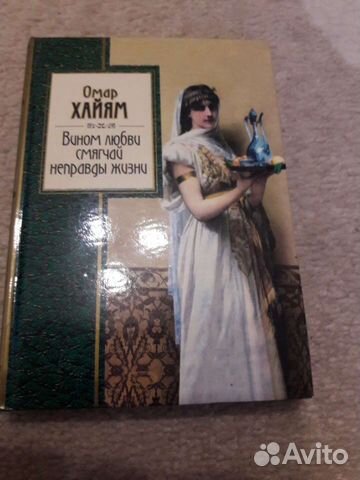 Омар
ХАЙЯМ
Вином любви
смягчай
неправды жизни
Avito